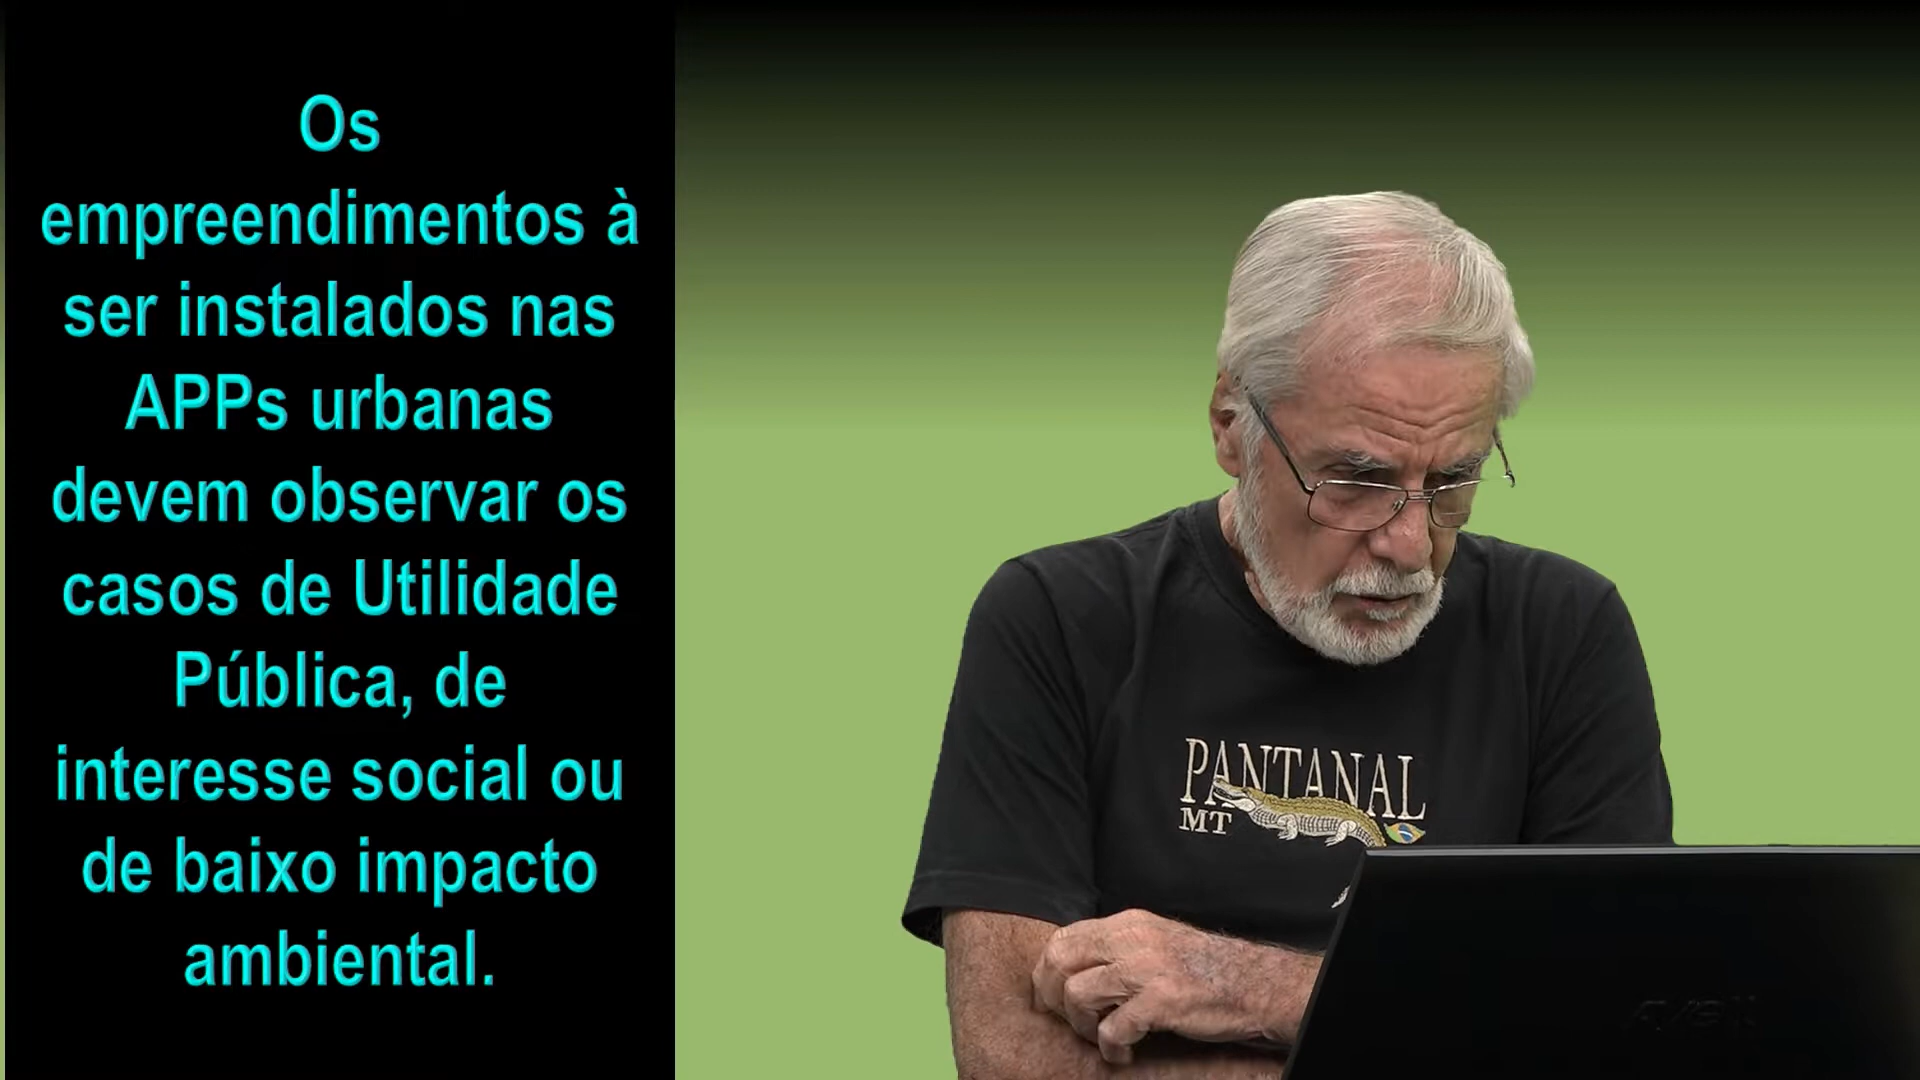 Os
empreendimentos à
ser instalados nas
APPs urbanas
devem observar os
casos de Utilidade
Pública, de
interesse social ou
de baixo impacto
ambiental.
PANTANAL
MT